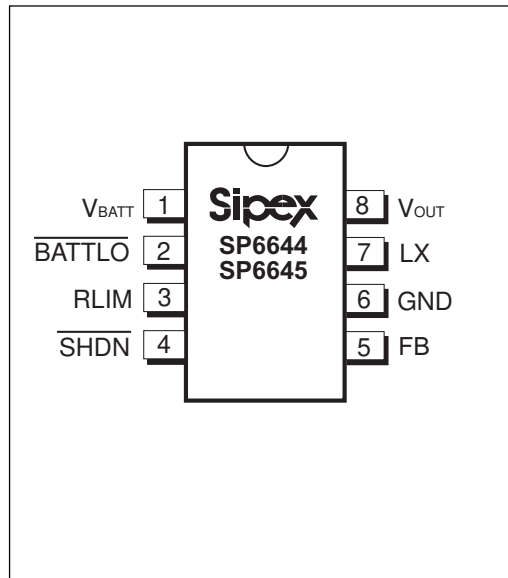 Sipex
SP6644
SP6645
VBATT 1
BATTLO 2
RLIM 3
SHDN 4
8 VOUT
7 LX
6 GND
5 FB